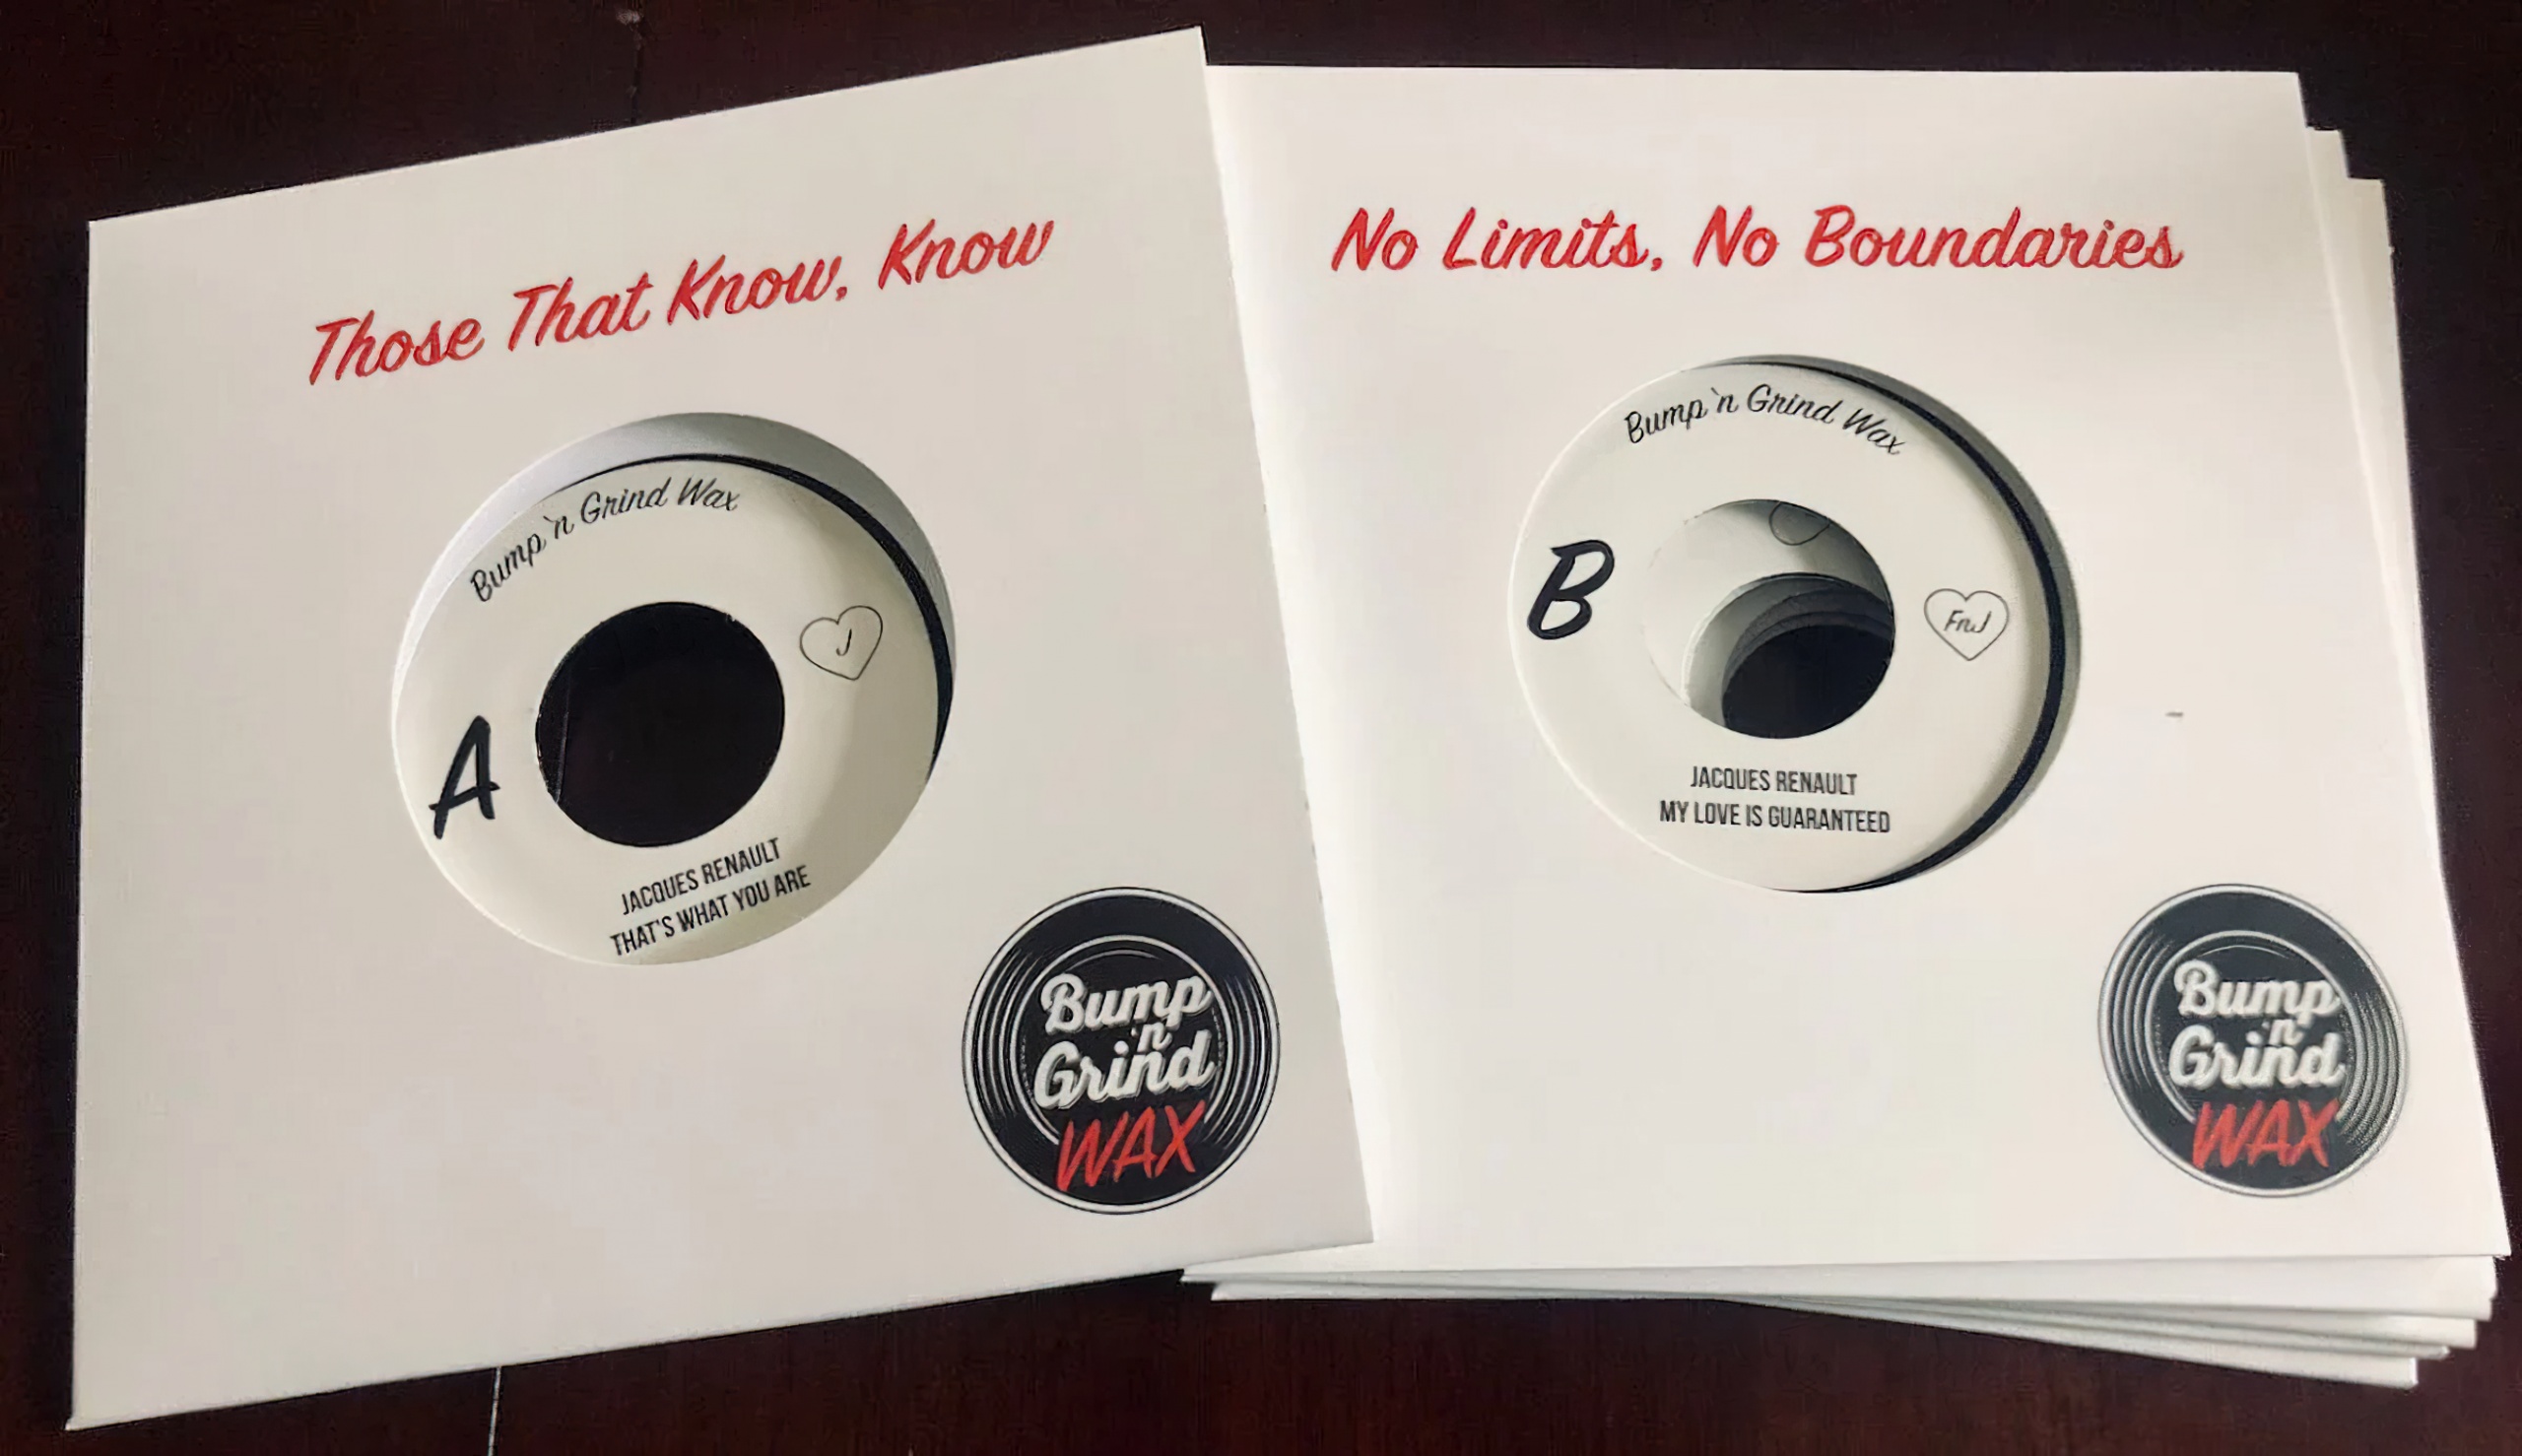 Those That Know, Know
Bump 'n Grind Wax
J
A
JACQUES RENAULT
THAT'S WHAT YOU ARE
Bump
'n
Grind
WAX
No Limits, No Boundaries
Bump 'n Grind Wax
B
FnJ
JACQUES RENAULT
MY LOVE IS GUARANTEED
Bump
'n
Grind
WAX